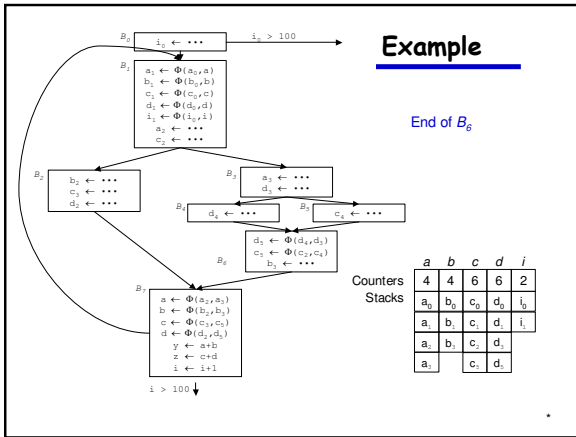 Example
End of B₆
B₀
i₀ ← •••
i₀ > 100
B₁
a₁ ← Φ(a₀,a)
b₁ ← Φ(b₀,b)
c₁ ← Φ(c₀,c)
d₁ ← Φ(d₀,d)
i₁ ← Φ(i₀,i)
a₂ ← •••
c₂ ← •••
B₂
b₂ ← •••
c₃ ← •••
d₂ ← •••
B₃
a₃ ← •••
d₃ ← •••
B₄
d₄ ← •••
B₅
c₄ ← •••
B₆
d₅ ← Φ(d₄,d₃)
c₅ ← Φ(c₂,c₄)
b₃ ← •••
B₇
a ← Φ(a₂,a₃)
b ← Φ(b₂,b₃)
c ← Φ(c₃,c₅)
d ← Φ(d₂,d₅)
y ← a+b
z ← c+d
i ← i+1
i > 100
a b c d i
Counters 4 4 6 6 2
Stacks a₀ b₀ c₀ d₀ i₀
a₁ b₁ c₁ d₁ i₁
a₂ b₃ c₂ d₃
a₃ c₅ d₅
*